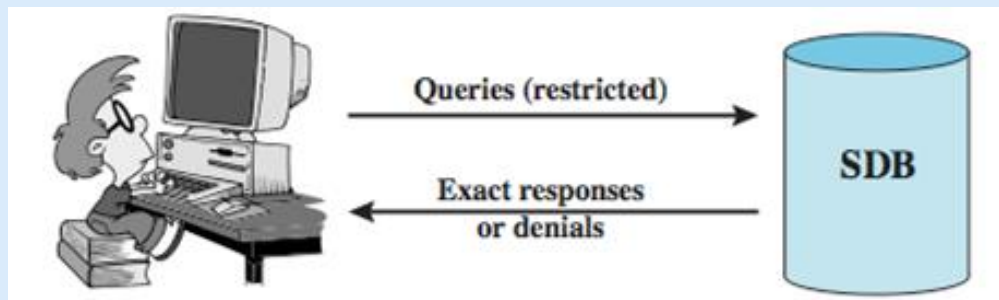 Queries (restricted)
SDB
Exact responses
or denials